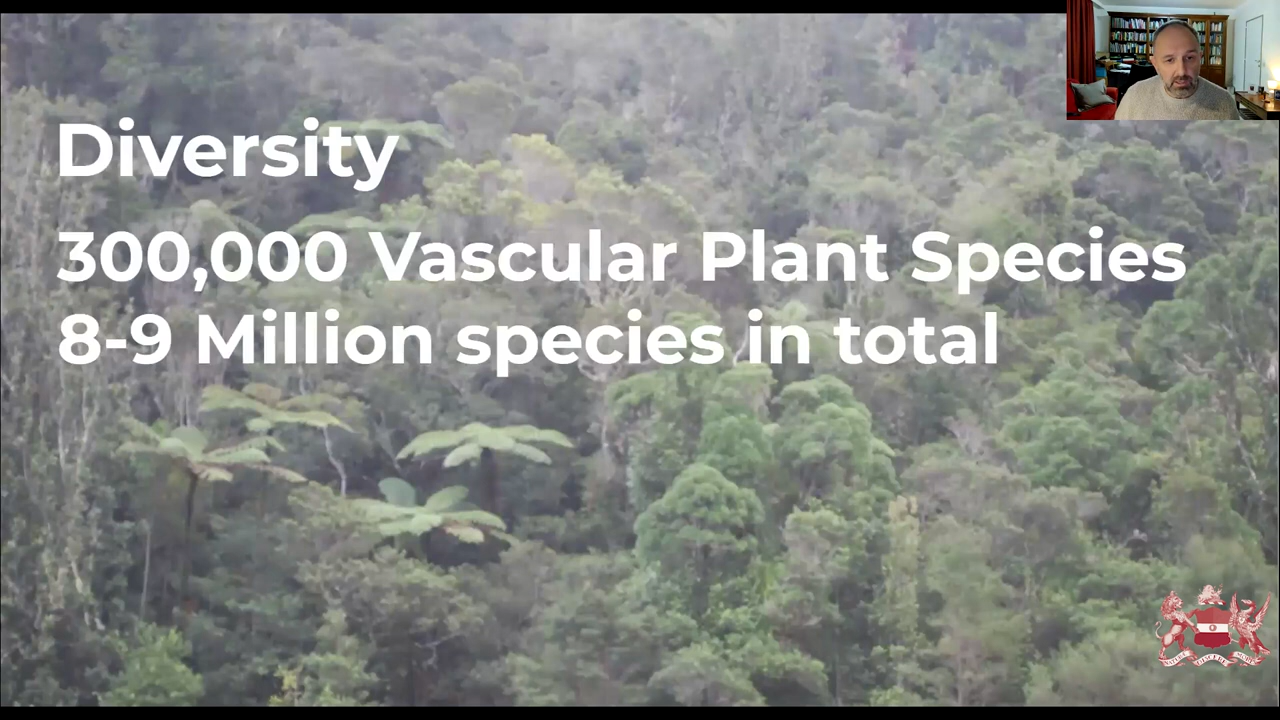 Diversity
300,000 Vascular Plant Species
8-9 Million species in total